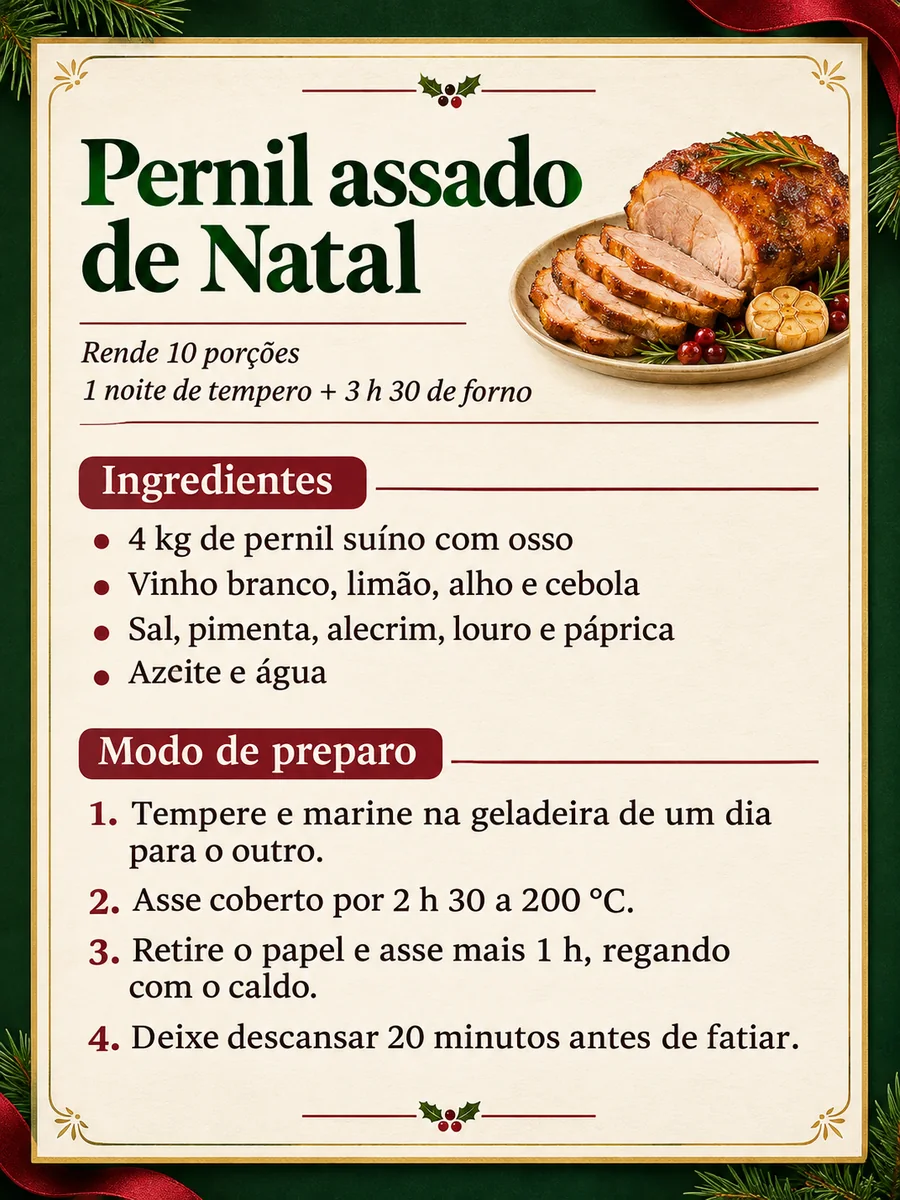 Pernil assado
de Natal
Rende 10 porções
1 noite de tempero + 3 h 30 de forno
Ingredientes
• 4 kg de pernil suíno com osso
• Vinho branco, limão, alho e cebola
• Sal, pimenta, alecrim, louro e páprica
• Azeite e água
Modo de preparo
1. Tempere e marine na geladeira de um dia
para o outro.
2. Asse coberto por 2 h 30 a 200 °C.
3. Retire o papel e asse mais 1 h, regando
com o caldo.
4. Deixe descansar 20 minutos antes de fatiar.